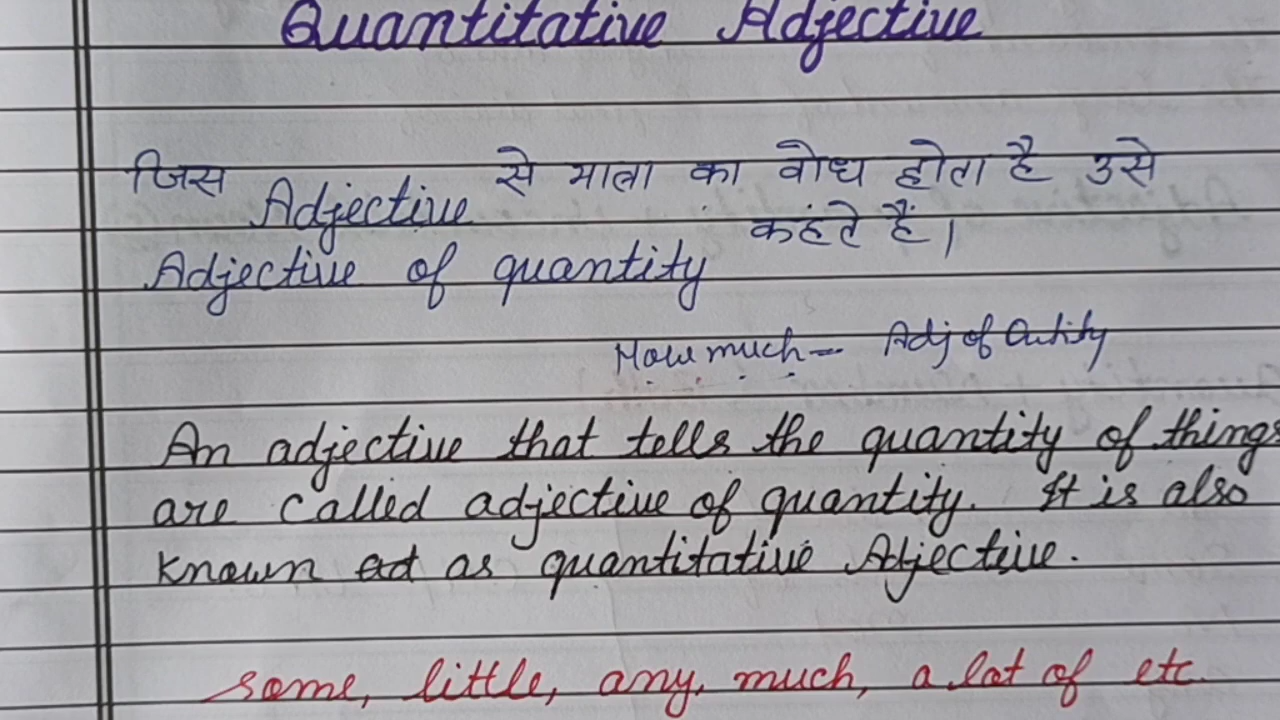 Quantitative Adjective
जिस Adjective से मात्रा का वोध होता है उसे
Adjective of quantity कहंते हैं।
How much - Adj of Qutity
An adjective that tells the quantity of things
are called adjective of quantity. It is also
known as quantitative Adjective.
some, little, any, much, a lot of etc.